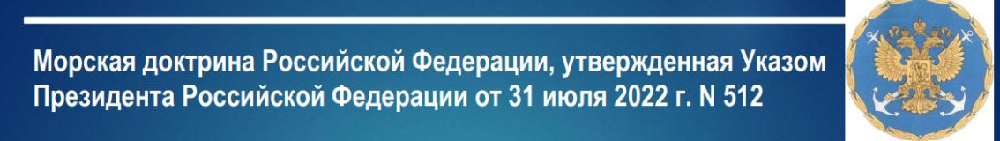 Морская доктрина Российской Федерации, утвержденная Указом
Президента Российской Федерации от 31 июля 2022 г. N 512